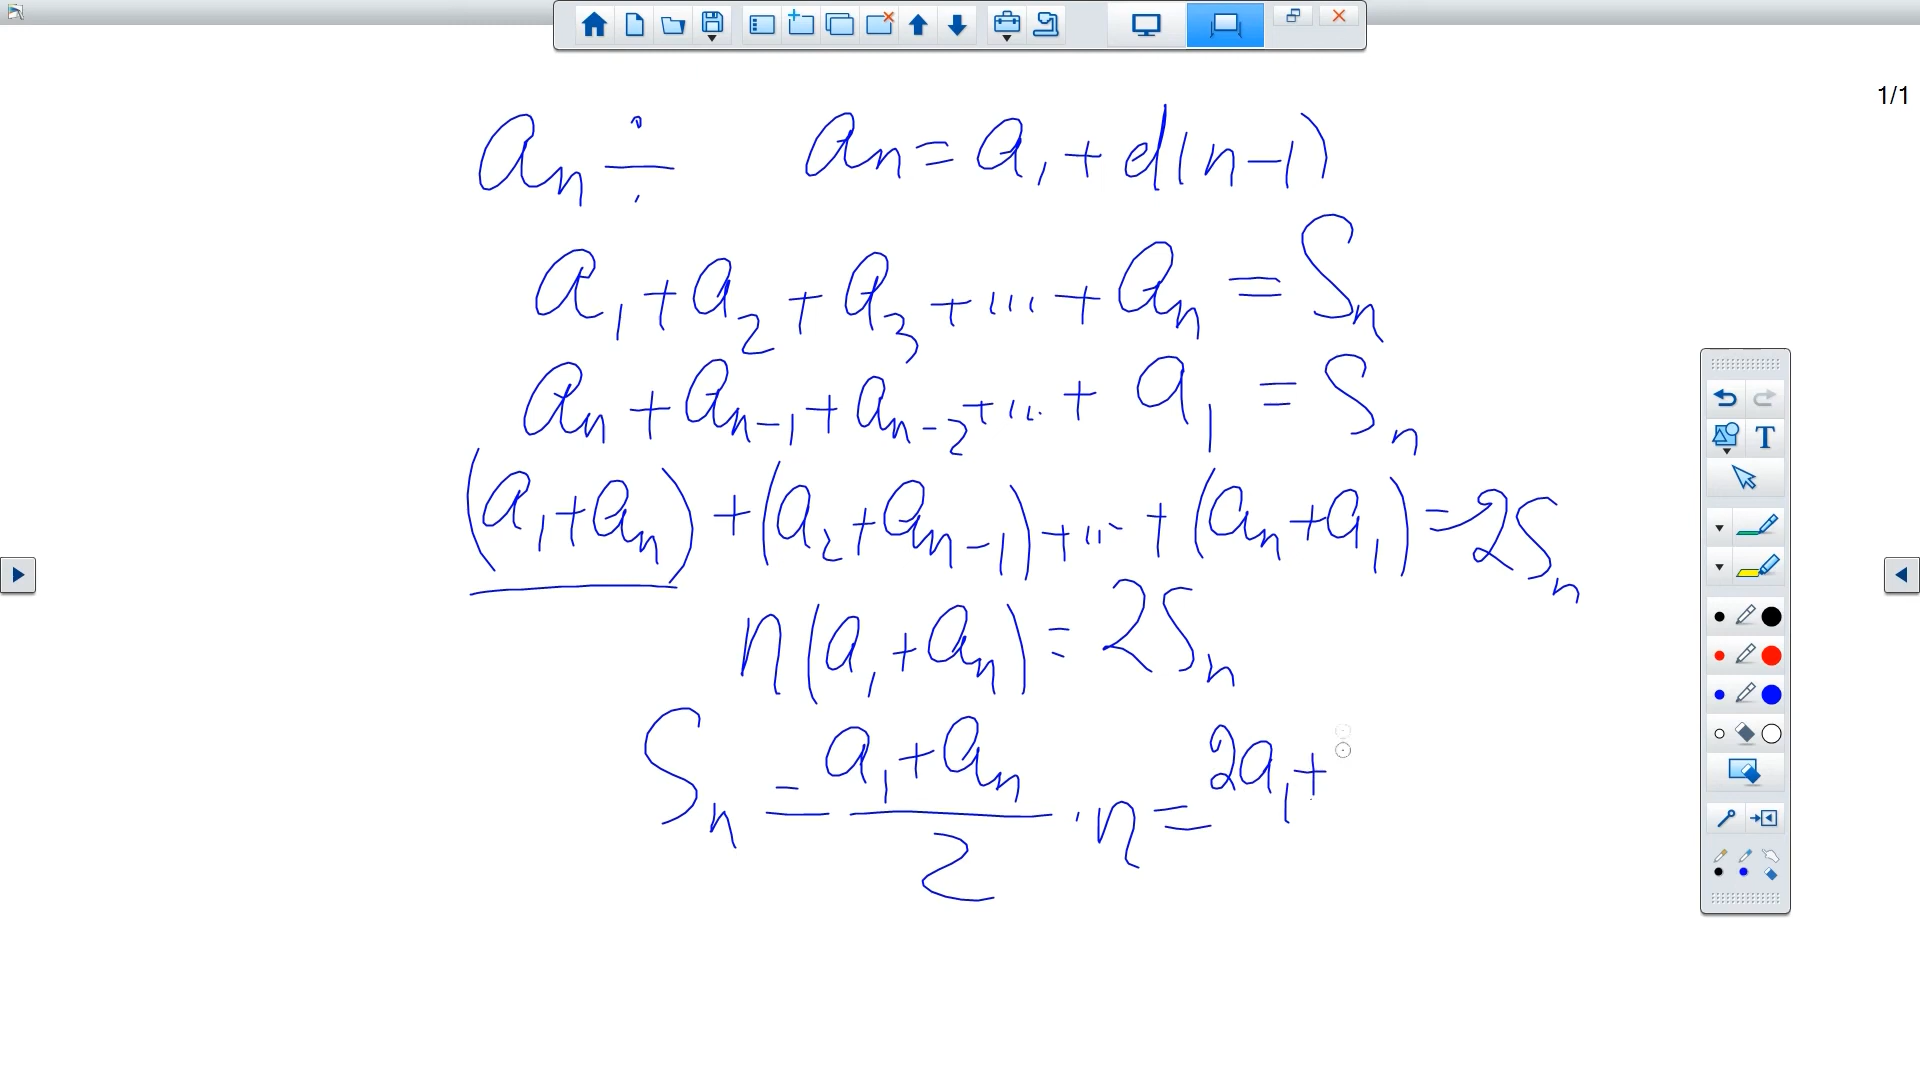 1/1
aₙ ÷ aₙ = a₁ + d(n-1)
a₁ + a₂ + a₃ + ... + aₙ = Sₙ
aₙ + aₙ₋₁ + aₙ₋₂ + ... + a₁ = Sₙ
(a₁ + aₙ) + (a₂ + aₙ₋₁) + ... + (aₙ + a₁) = 2Sₙ
n(a₁ + aₙ) = 2Sₙ
Sₙ = (a₁ + aₙ)/2 · n = 2a₁ +
T